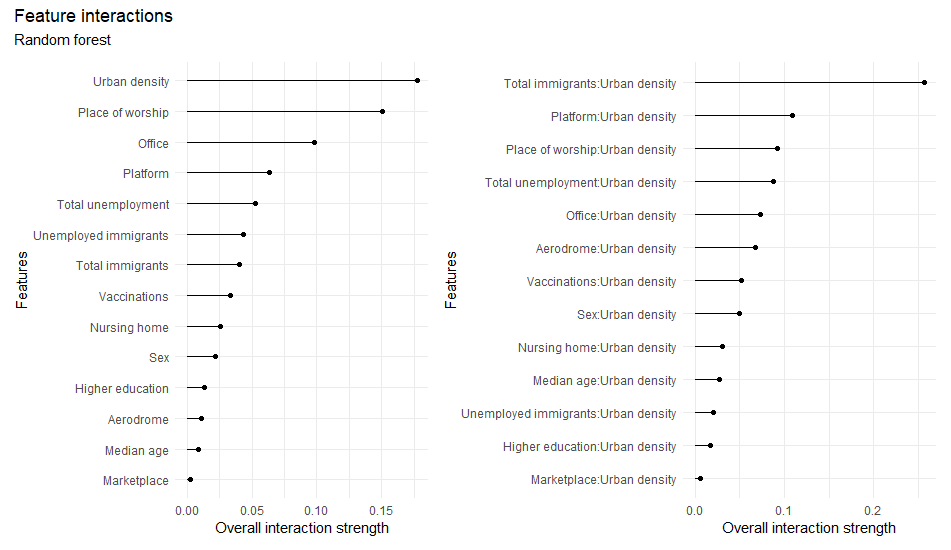 Feature interactions
Random forest
Features
Urban density
Place of worship
Office
Platform
Total unemployment
Unemployed immigrants
Total immigrants
Vaccinations
Nursing home
Sex
Higher education
Aerodrome
Median age
Marketplace
0.00 0.05 0.10 0.15
Overall interaction strength
Features
Total immigrants:Urban density
Platform:Urban density
Place of worship:Urban density
Total unemployment:Urban density
Office:Urban density
Aerodrome:Urban density
Vaccinations:Urban density
Sex:Urban density
Nursing home:Urban density
Median age:Urban density
Unemployed immigrants:Urban density
Higher education:Urban density
Marketplace:Urban density
0.0 0.1 0.2
Overall interaction strength